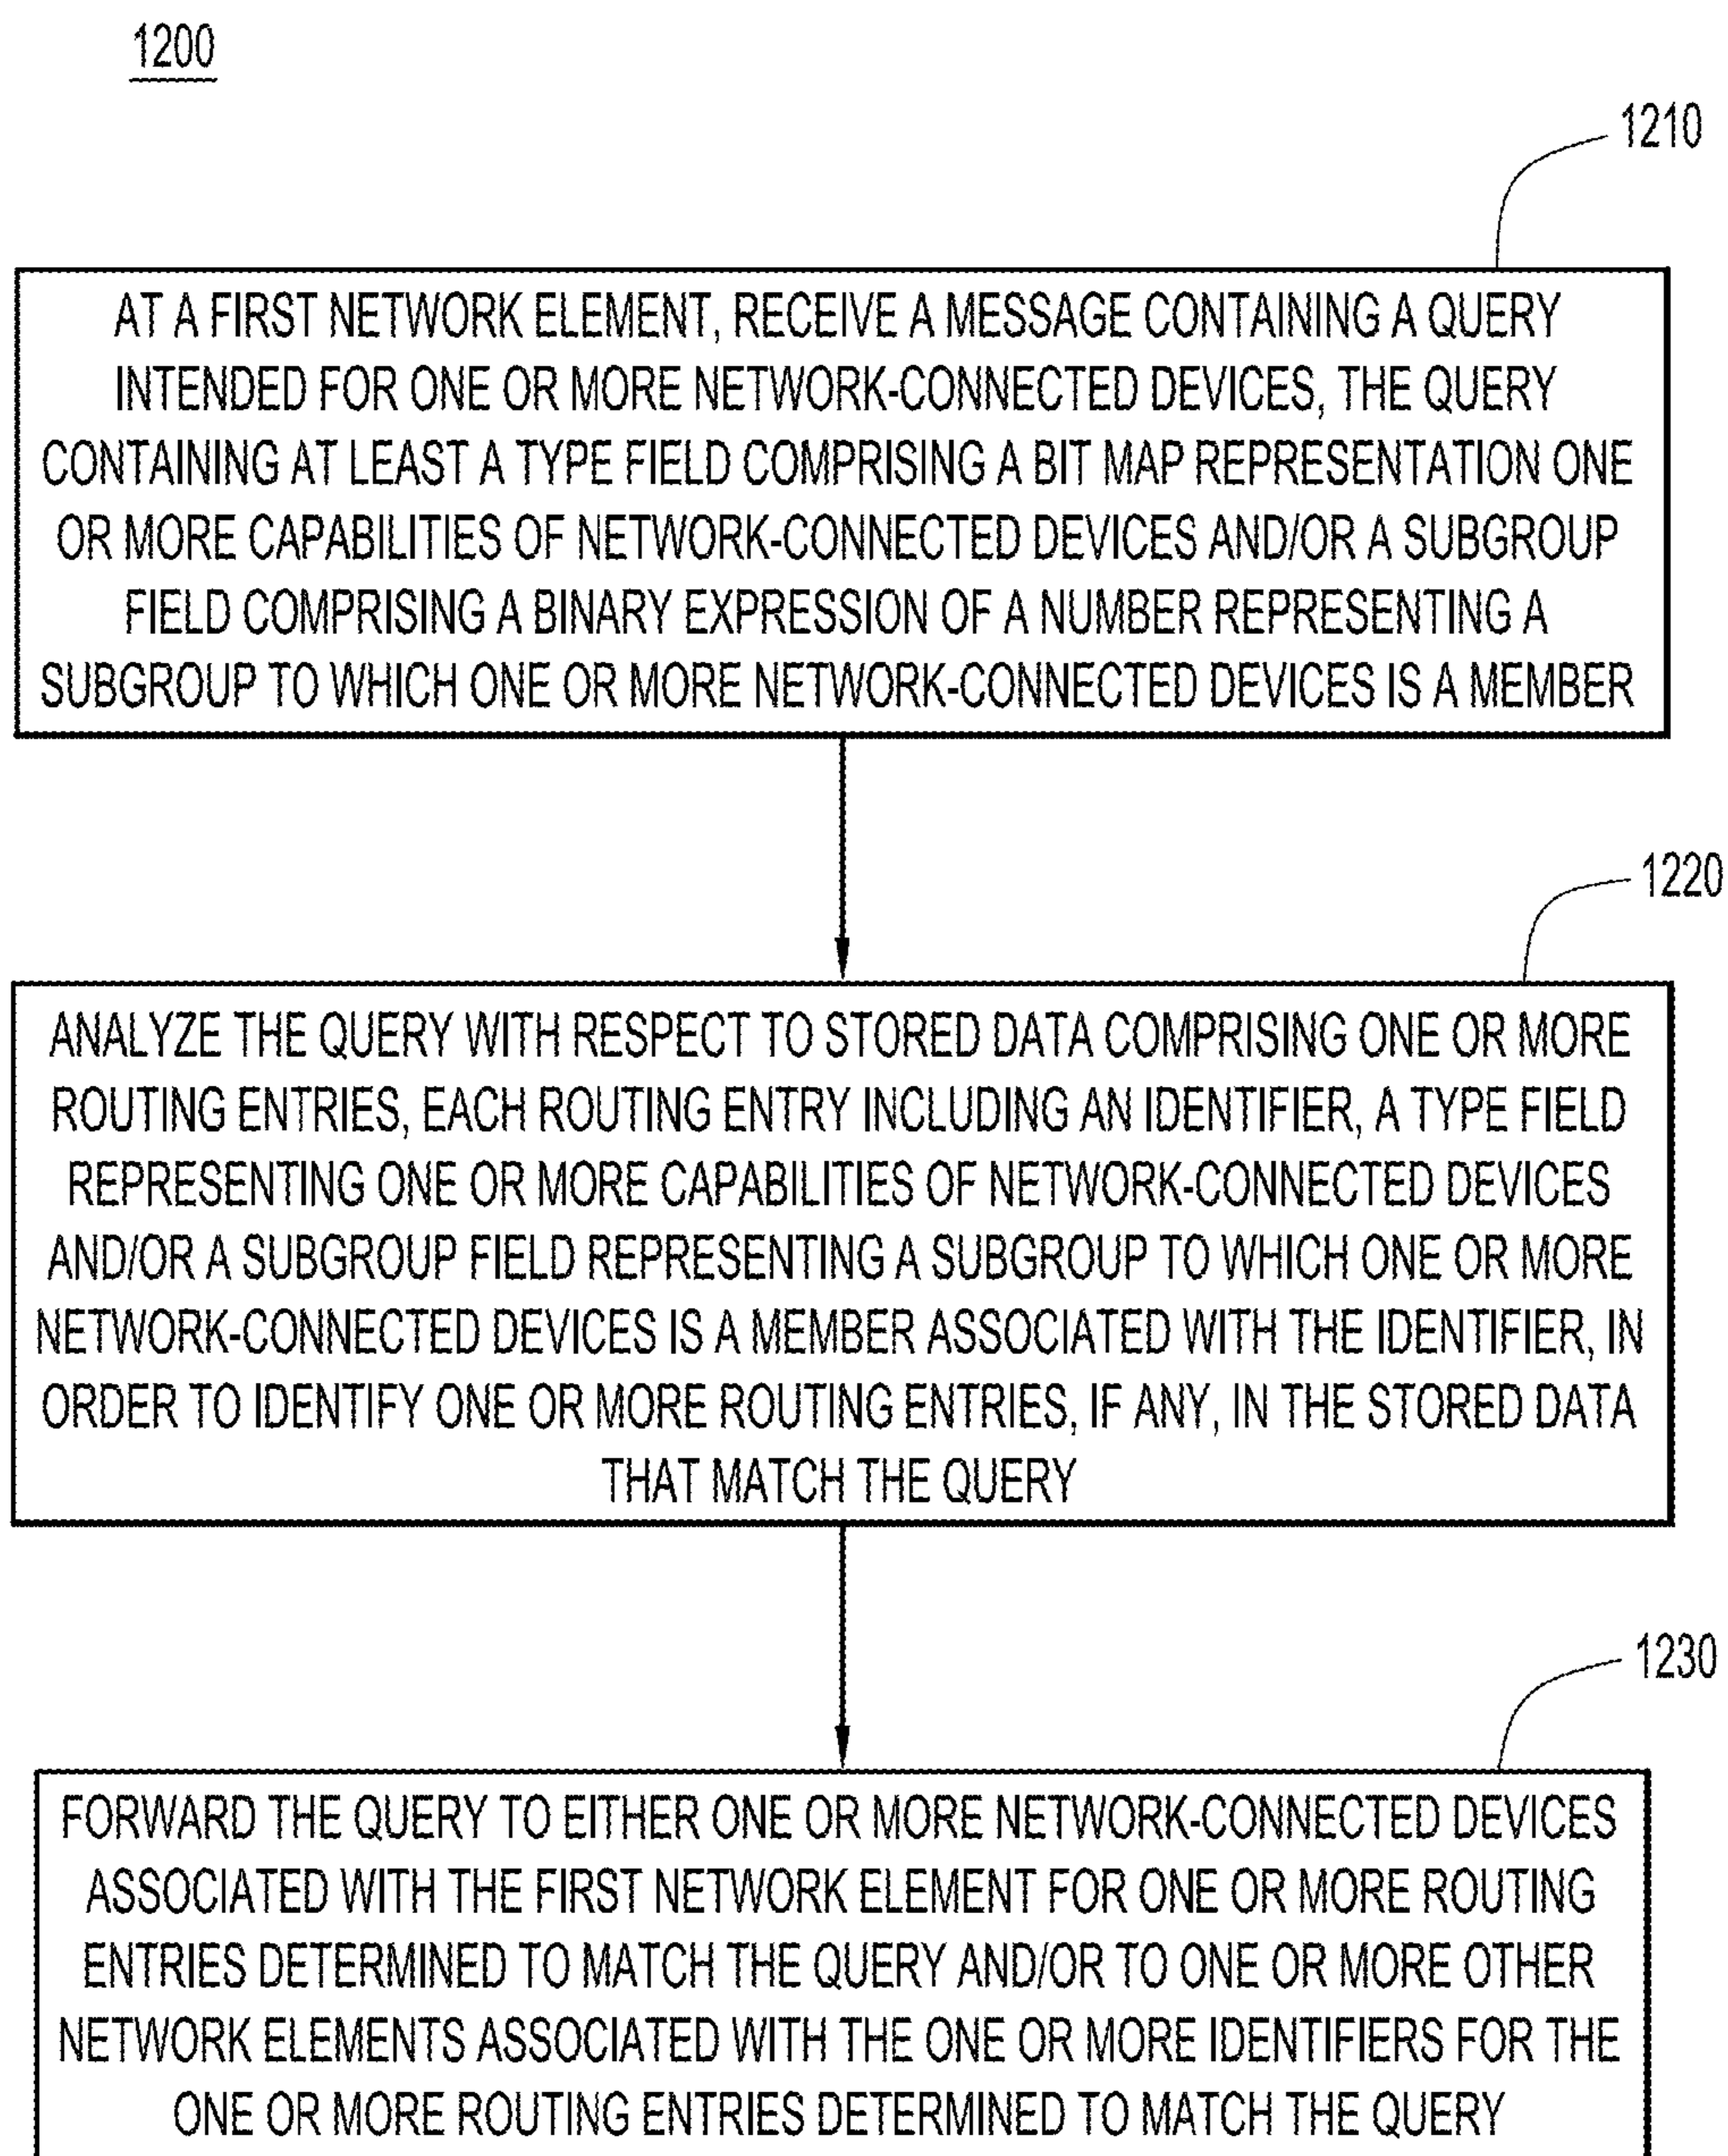 1200
1210
AT A FIRST NETWORK ELEMENT, RECEIVE A MESSAGE CONTAINING A QUERY
INTENDED FOR ONE OR MORE NETWORK-CONNECTED DEVICES, THE QUERY
CONTAINING AT LEAST A TYPE FIELD COMPRISING A BIT MAP REPRESENTATION ONE
OR MORE CAPABILITIES OF NETWORK-CONNECTED DEVICES AND/OR A SUBGROUP
FIELD COMPRISING A BINARY EXPRESSION OF A NUMBER REPRESENTING A
SUBGROUP TO WHICH ONE OR MORE NETWORK-CONNECTED DEVICES IS A MEMBER
1220
ANALYZE THE QUERY WITH RESPECT TO STORED DATA COMPRISING ONE OR MORE
ROUTING ENTRIES, EACH ROUTING ENTRY INCLUDING AN IDENTIFIER, A TYPE FIELD
REPRESENTING ONE OR MORE CAPABILITIES OF NETWORK-CONNECTED DEVICES
AND/OR A SUBGROUP FIELD REPRESENTING A SUBGROUP TO WHICH ONE OR MORE
NETWORK-CONNECTED DEVICES IS A MEMBER ASSOCIATED WITH THE IDENTIFIER, IN
ORDER TO IDENTIFY ONE OR MORE ROUTING ENTRIES, IF ANY, IN THE STORED DATA
THAT MATCH THE QUERY
1230
FORWARD THE QUERY TO EITHER ONE OR MORE NETWORK-CONNECTED DEVICES
ASSOCIATED WITH THE FIRST NETWORK ELEMENT FOR ONE OR MORE ROUTING
ENTRIES DETERMINED TO MATCH THE QUERY AND/OR TO ONE OR MORE OTHER
NETWORK ELEMENTS ASSOCIATED WITH THE ONE OR MORE IDENTIFIERS FOR THE
ONE OR MORE ROUTING ENTRIES DETERMINED TO MATCH THE QUERY